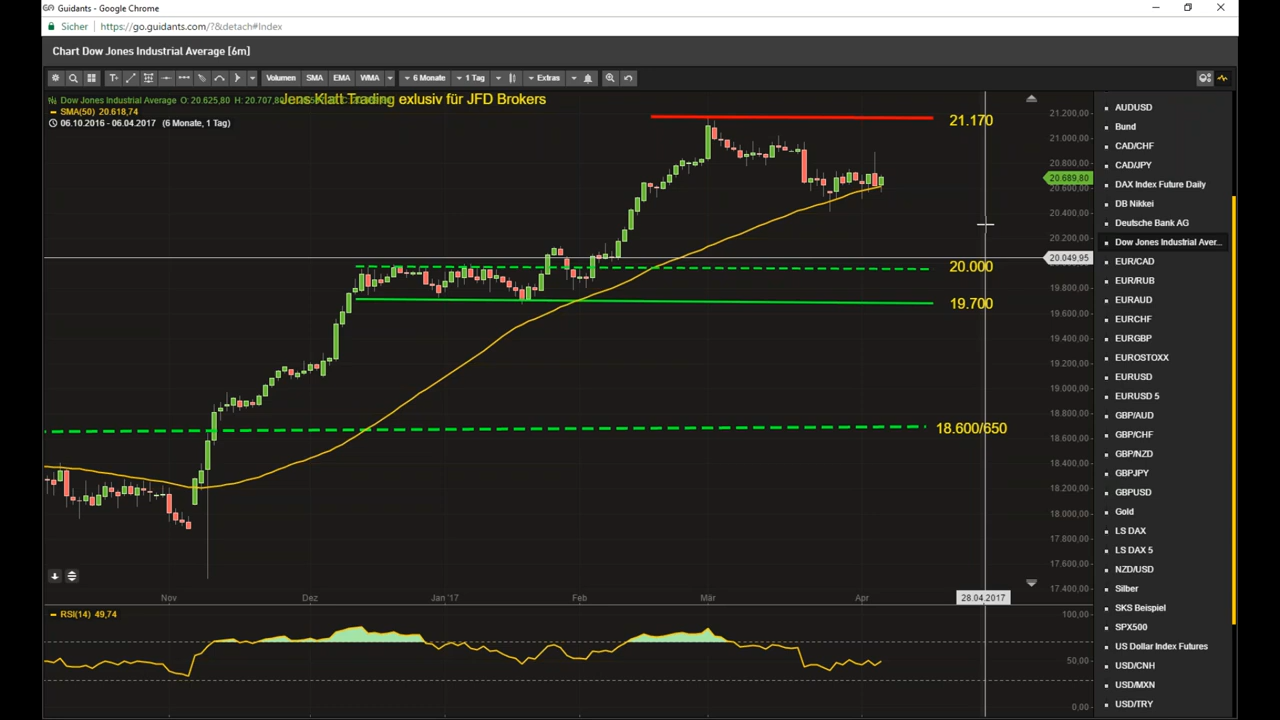 Guidants - Google Chrome
Sicher https://go.guidants.com/?&detach#Index
Chart Dow Jones Industrial Average [6m]
T+ Volumen SMA EMA WMA 6 Monate 1 Tag Extras
Dow Jones Industrial Average O: 20.625,80 H: 20.707,80
Jens Klatt Trading exlusiv für JFD Brokers
SMA(50) 20.618,74
06.10.2016 - 06.04.2017 (6 Monate, 1 Tag)
21.170
20.000
19.700
18.600/650
21.200,00
21.000,00
20.800,00
20.689,80
20.600,00
20.400,00
20.200,00
20.049,95
19.800,00
19.600,00
19.400,00
19.200,00
19.000,00
18.800,00
18.600,00
18.400,00
18.200,00
18.000,00
17.800,00
17.600,00
17.400,00
Nov Dez Jan '17 Feb Mär Apr 28.04.2017
RSI(14) 49,74
100,00
50,00
0,00
AUDUSD
Bund
CAD/CHF
CAD/JPY
DAX Index Future Daily
DB Nikkei
Deutsche Bank AG
Dow Jones Industrial Aver...
EUR/CAD
EUR/RUB
EURAUD
EURCHF
EURGBP
EUROSTOXX
EURUSD
EURUSD 5
GBP/AUD
GBP/CHF
GBP/NZD
GBPJPY
GBPUSD
Gold
LS DAX
LS DAX 5
NZD/USD
Silber
SKS Beispiel
SPX500
US Dollar Index Futures
USD/CNH
USD/MXN
USD/TRY